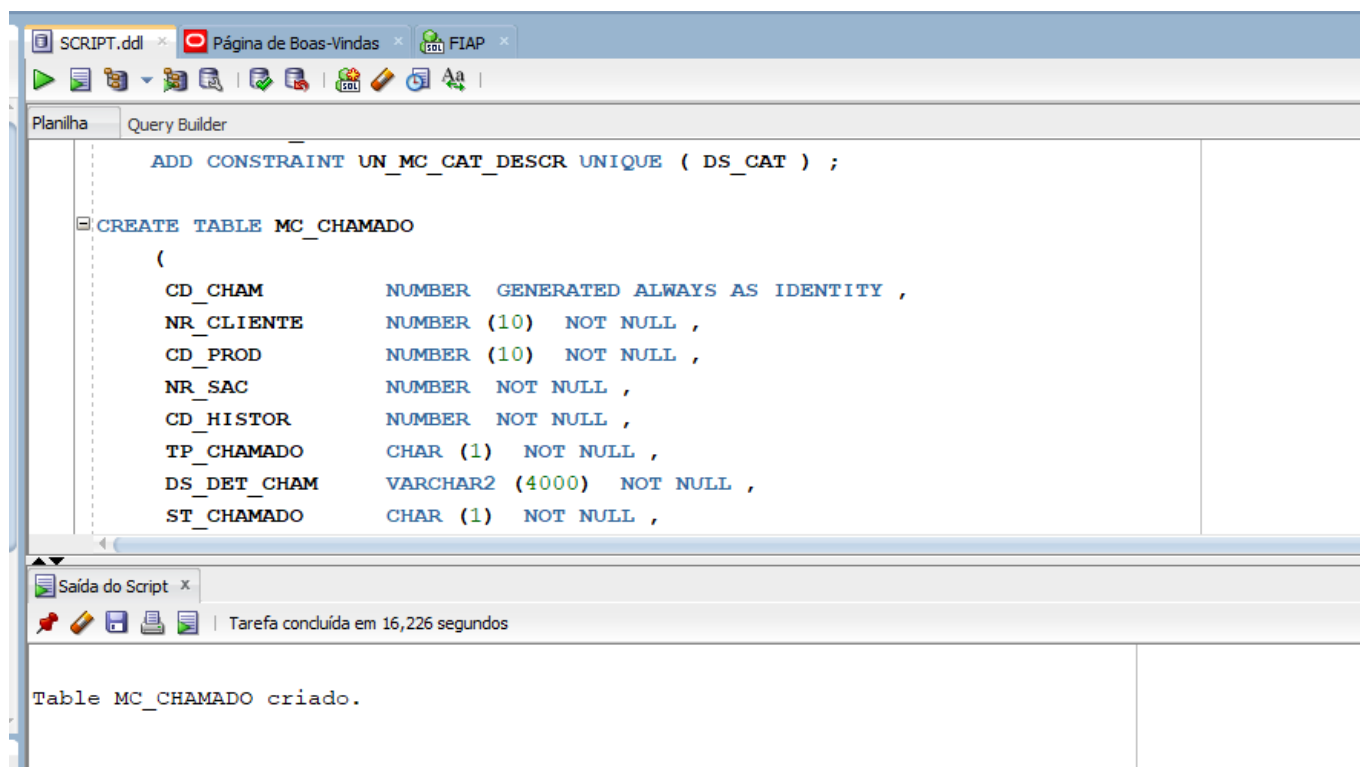 SCRIPT.ddl × Página de Boas-Vindas × FIAP ×
Planilha Query Builder
ADD CONSTRAINT UN_MC_CAT_DESCR UNIQUE ( DS_CAT ) ;
CREATE TABLE MC_CHAMADO
(
CD_CHAM NUMBER GENERATED ALWAYS AS IDENTITY ,
NR_CLIENTE NUMBER (10) NOT NULL ,
CD_PROD NUMBER (10) NOT NULL ,
NR_SAC NUMBER NOT NULL ,
CD_HISTOR NUMBER NOT NULL ,
TP_CHAMADO CHAR (1) NOT NULL ,
DS_DET_CHAM VARCHAR2 (4000) NOT NULL ,
ST_CHAMADO CHAR (1) NOT NULL ,
Saída do Script ×
Tarefa concluída em 16,226 segundos
Table MC_CHAMADO criado.